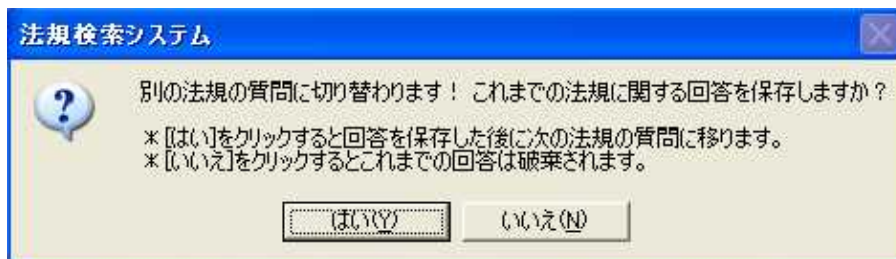 法規検索システム
別の法規の質問に切り替わります！ これまでの法規に関する回答を保存しますか？
＊[はい]をクリックすると回答を保存した後に次の法規の質問に移ります。
＊[いいえ]をクリックするとこれまでの回答は破棄されます。
はい(Y) いいえ(N)